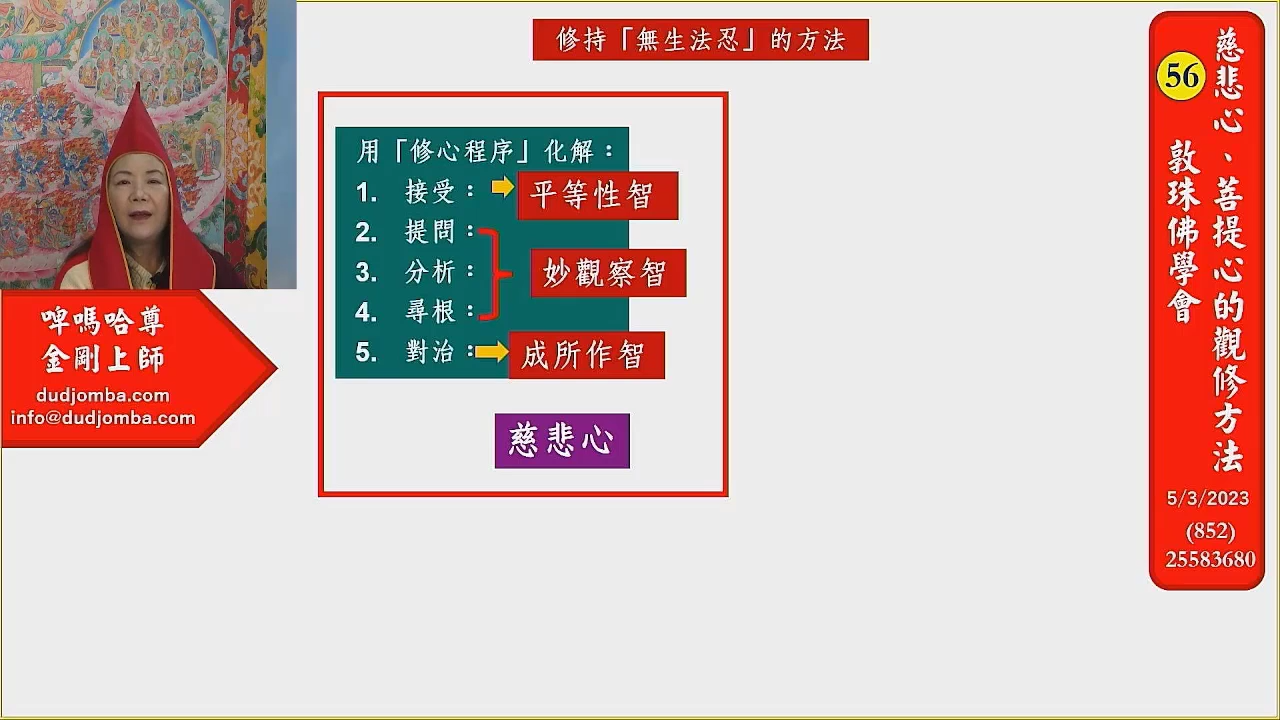 修持「無生法忍」的方法
用「修心程序」化解：
1. 接受： 平等性智
2. 提問：
3. 分析： 妙觀察智
4. 尋根：
5. 對治： 成所作智
慈悲心
啤嗎哈尊
金剛上師
dudjomba.com
info@dudjomba.com
56
慈悲心、菩提心的觀修方法
敦珠佛學會
5/3/2023
(852)
25583680